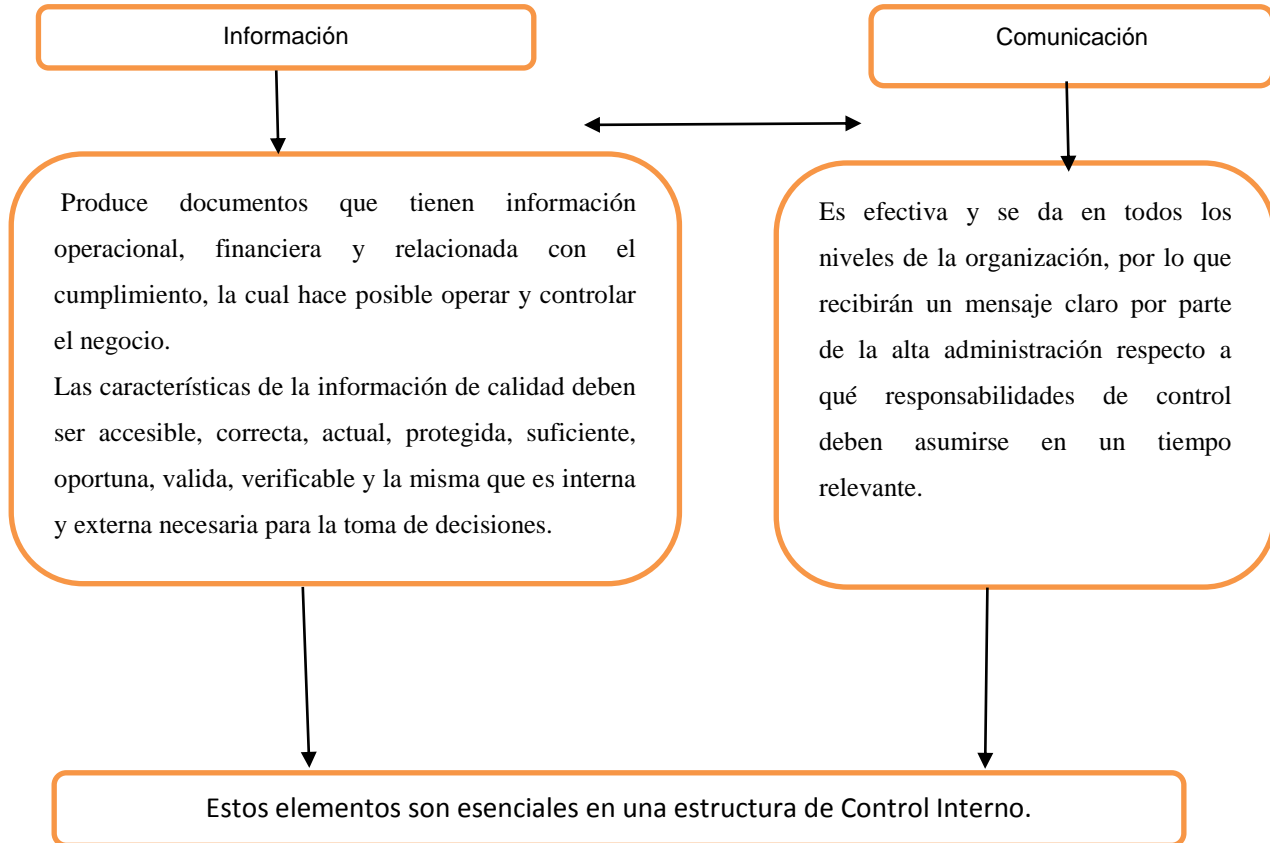 Información
Comunicación
Produce documentos que tienen información
operacional, financiera y relacionada con el
cumplimiento, la cual hace posible operar y controlar
el negocio.
Las características de la información de calidad deben
ser accesible, correcta, actual, protegida, suficiente,
oportuna, valida, verificable y la misma que es interna
y externa necesaria para la toma de decisiones.
Es efectiva y se da en todos los
niveles de la organización, por lo que
recibirán un mensaje claro por parte
de la alta administración respecto a
qué responsabilidades de control
deben asumirse en un tiempo
relevante.
Estos elementos son esenciales en una estructura de Control Interno.